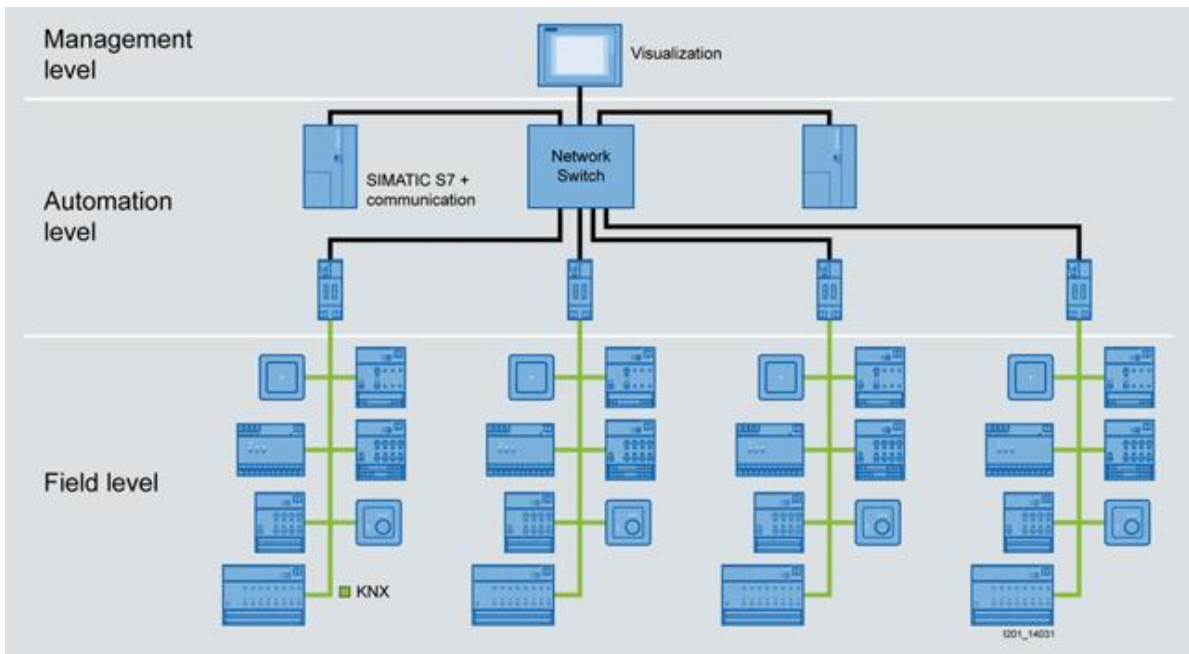 Management
level
Visualization
Network
Switch
SIMATIC S7 +
communication
Automation
level
Field level
KNX
I201_14031